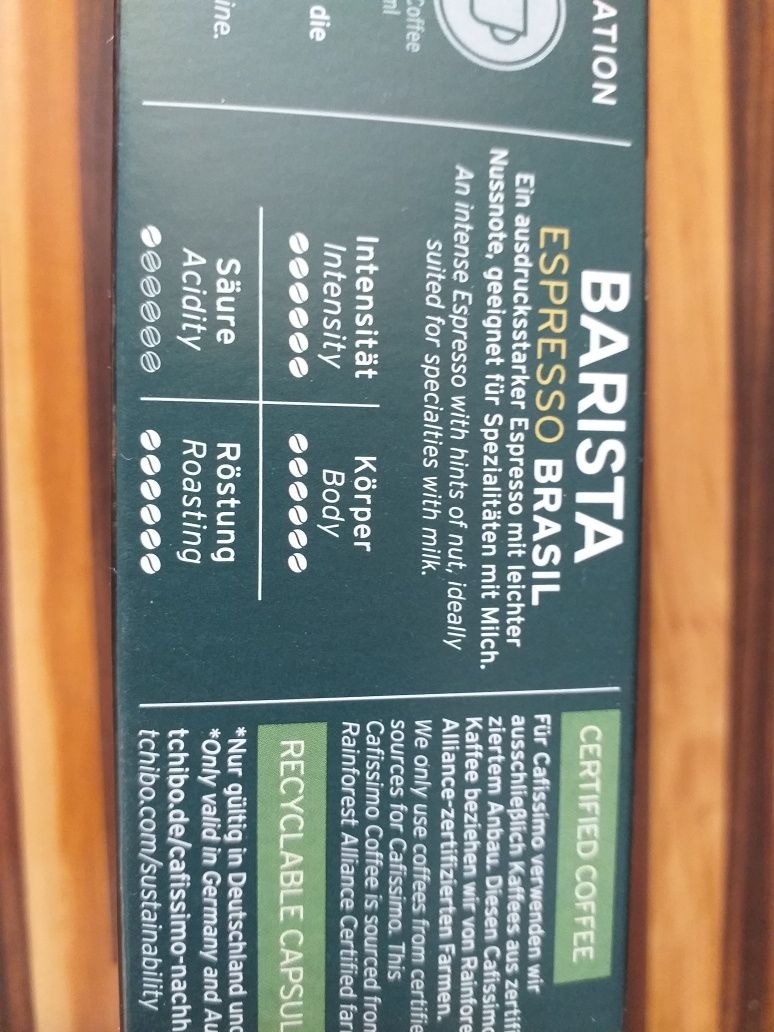 ATION
Coffee
ml
die
ine.
BARISTA
ESPRESSO BRASIL
Ein ausdrucksstarker Espresso mit leichter
Nussnote, geeignet für Spezialitäten mit Milch.
An intense Espresso with hints of nut, ideally
suited for specialties with milk.
Intensität
Intensity
Körper
Body
Säure
Acidity
Röstung
Roasting
CERTIFIED COFFEE
Für Cafissimo verwenden wir
ausschließlich Kaffees aus zertifi
ziertem Anbau. Diesen Cafissimo
Kaffee beziehen wir von Rainfore
Alliance-zertifizierten Farmen.
We only use coffees from certifie
sources for Cafissimo. This
Cafissimo Coffee is sourced from
Rainforest Alliance Certified far
RECYCLABLE CAPSUL
*Nur gültig in Deutschland und
*Only valid in Germany and Au
tchibo.de/cafissimo-nachh
tchibo.com/sustainability